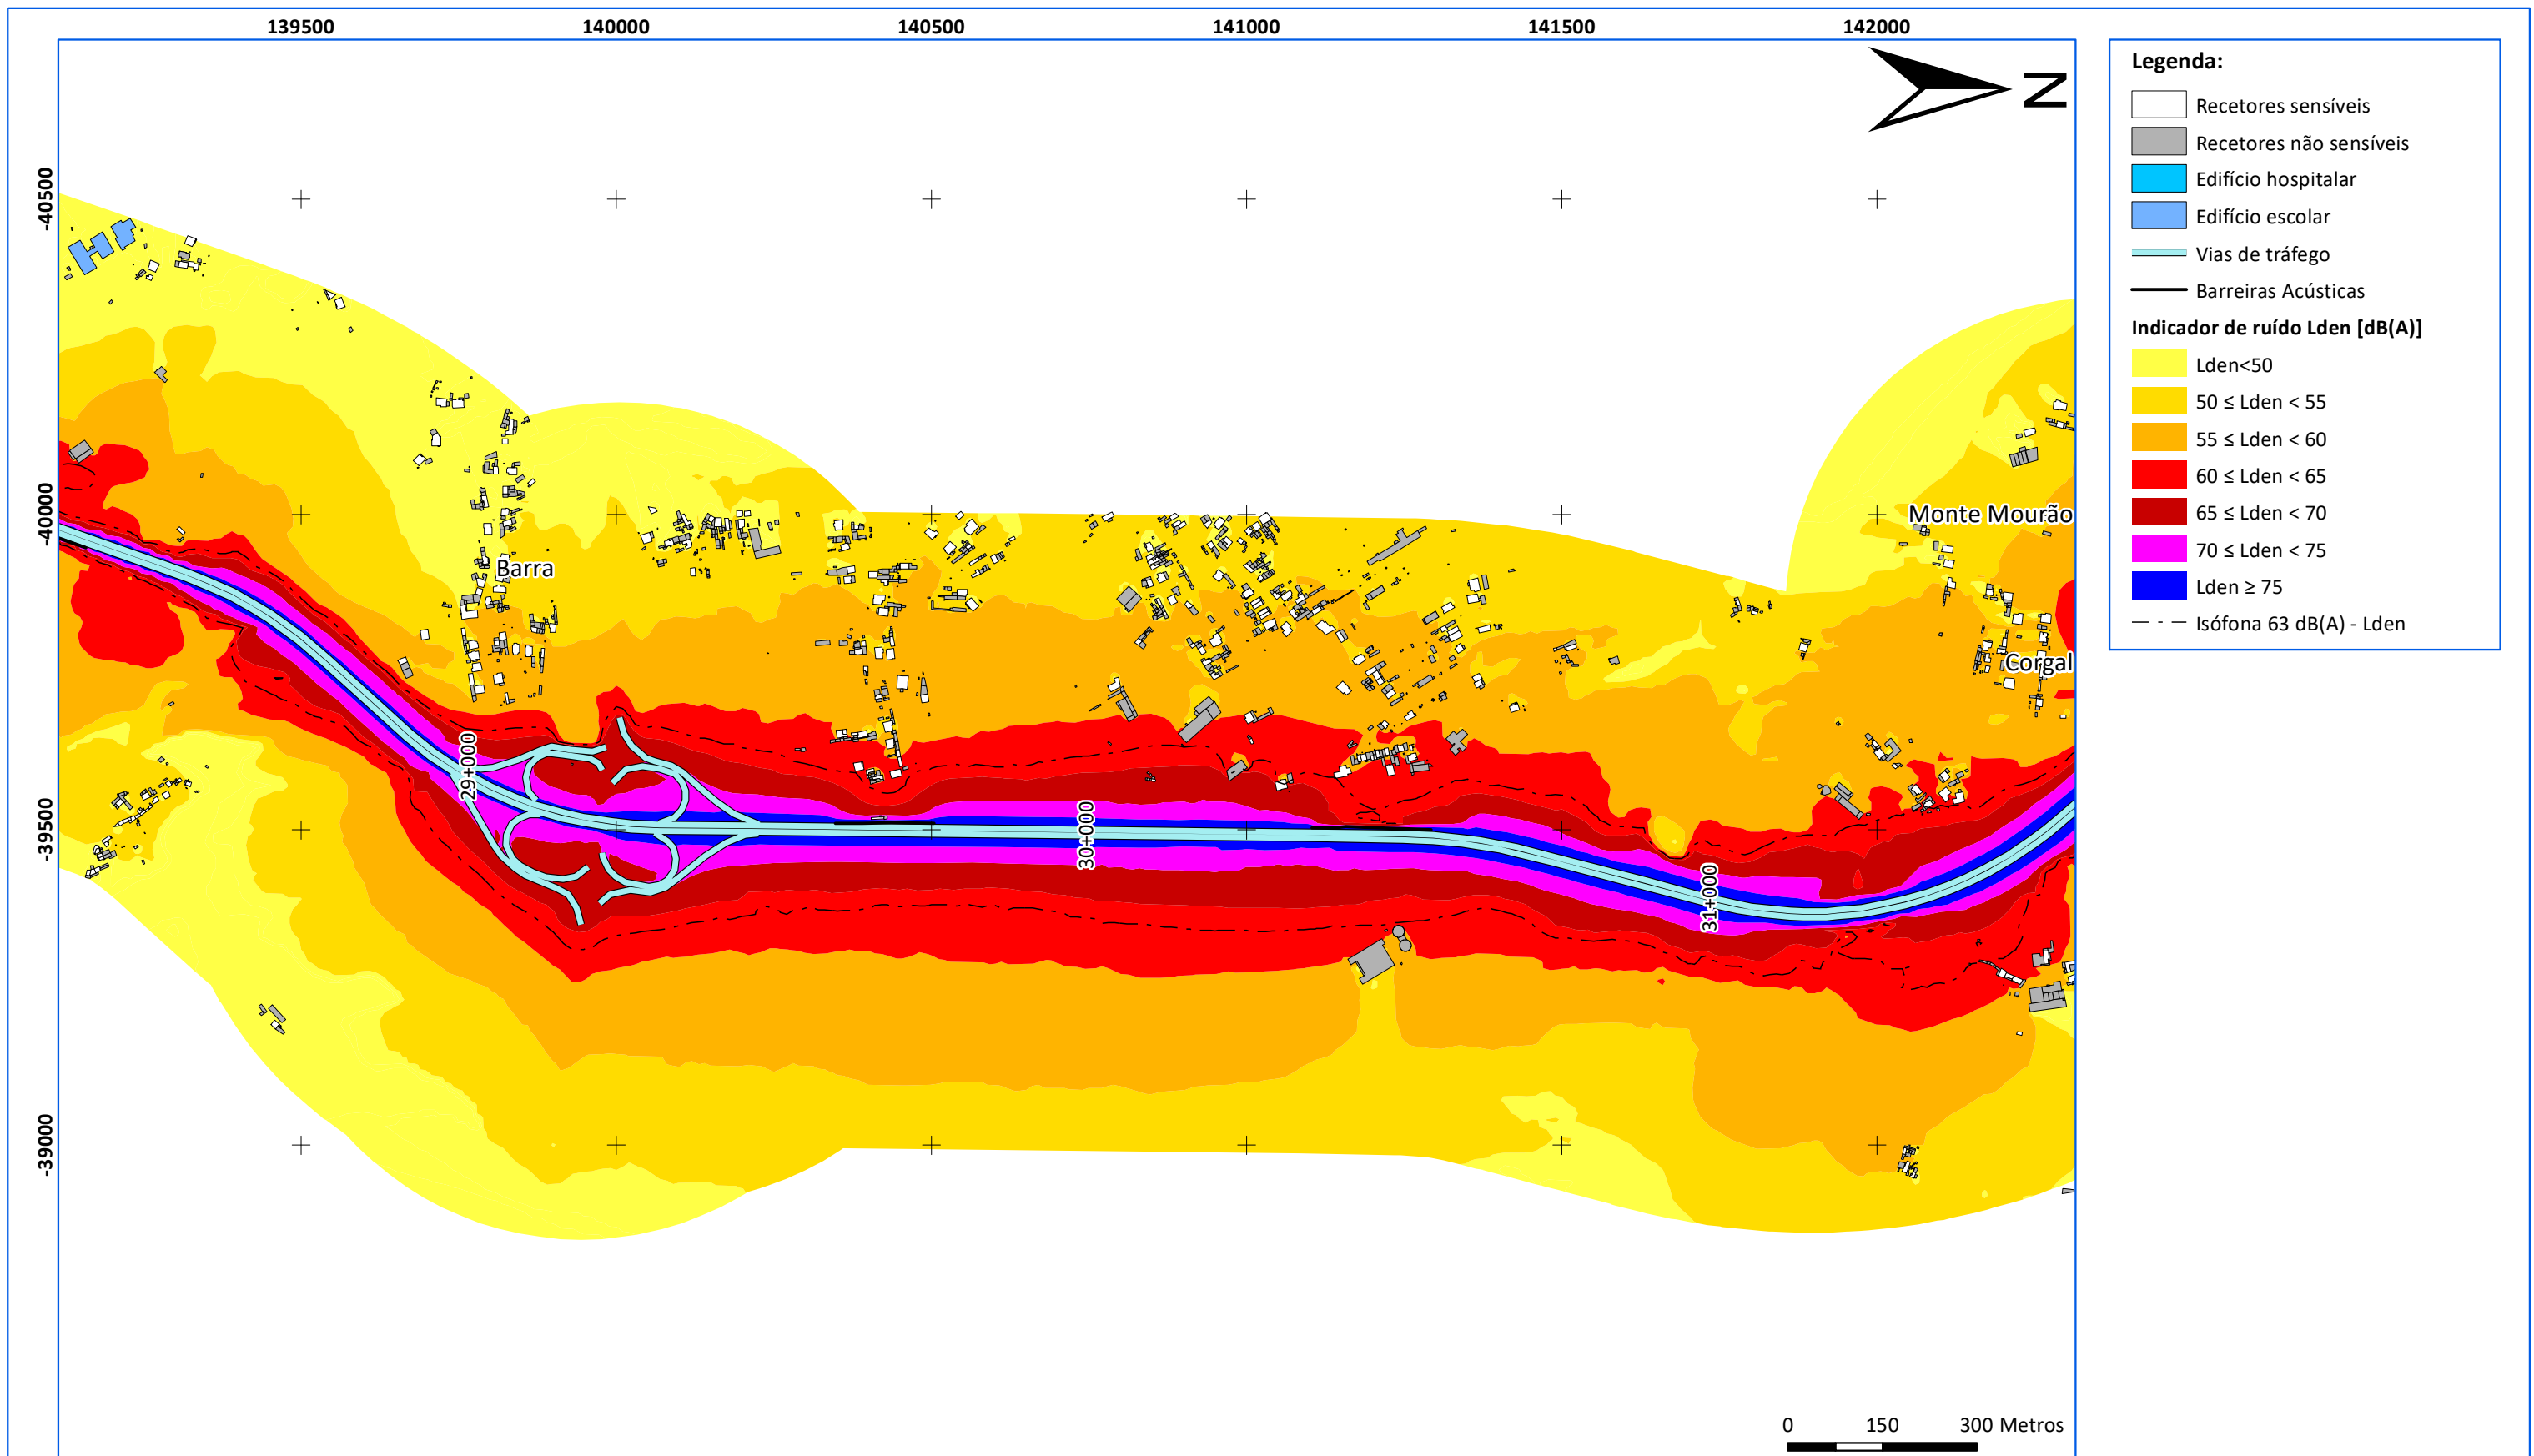 139500 140000 140500 141000 141500 142000
N
-40500
-40000
-39500
-39000
Barra
Monte Mourão
Corgal
29+000
30+000
31+000
0 150 300 Metros
Legenda:
Recetores sensíveis
Recetores não sensíveis
Edifício hospitalar
Edifício escolar
Vias de tráfego
Barreiras Acústicas
Indicador de ruído Lden [dB(A)]
Lden<50
50 ≤ Lden < 55
55 ≤ Lden < 60
60 ≤ Lden < 65
65 ≤ Lden < 70
70 ≤ Lden < 75
Lden ≥ 75
Isófona 63 dB(A) - Lden